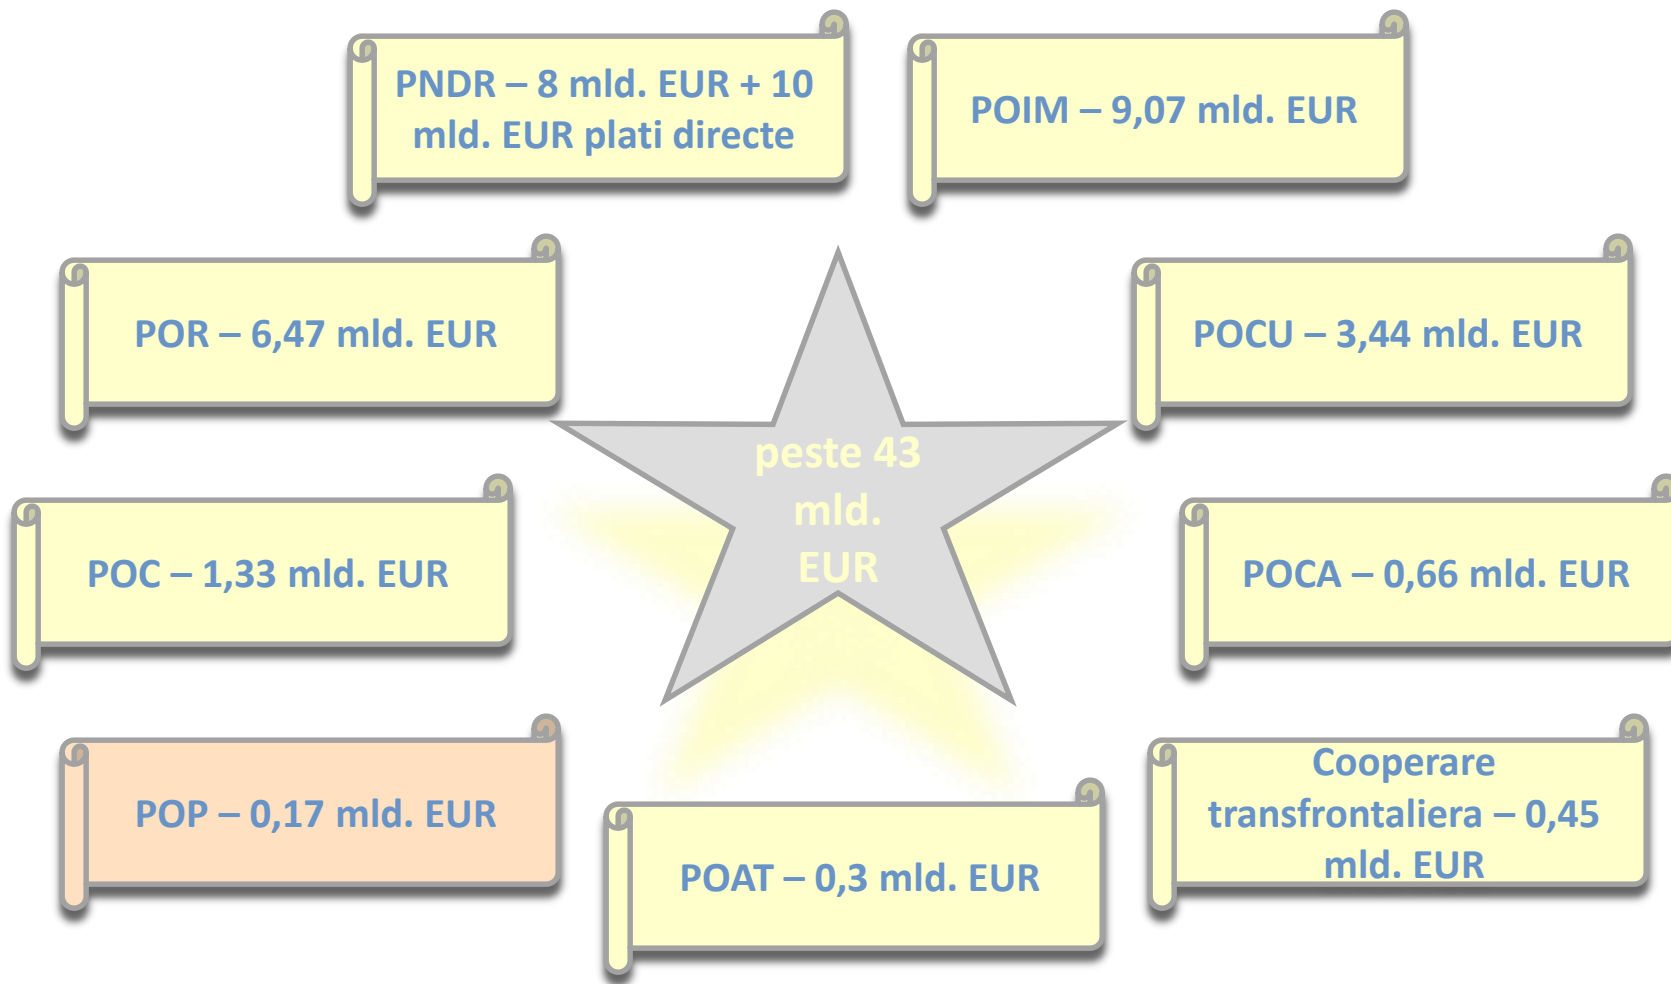 PNDR – 8 mld. EUR + 10
mld. EUR plati directe
POIM – 9,07 mld. EUR
POR – 6,47 mld. EUR
POCU – 3,44 mld. EUR
peste 43
mld.
EUR
POC – 1,33 mld. EUR
POCA – 0,66 mld. EUR
POP – 0,17 mld. EUR
POAT – 0,3 mld. EUR
Cooperare
transfrontaliera – 0,45
mld. EUR